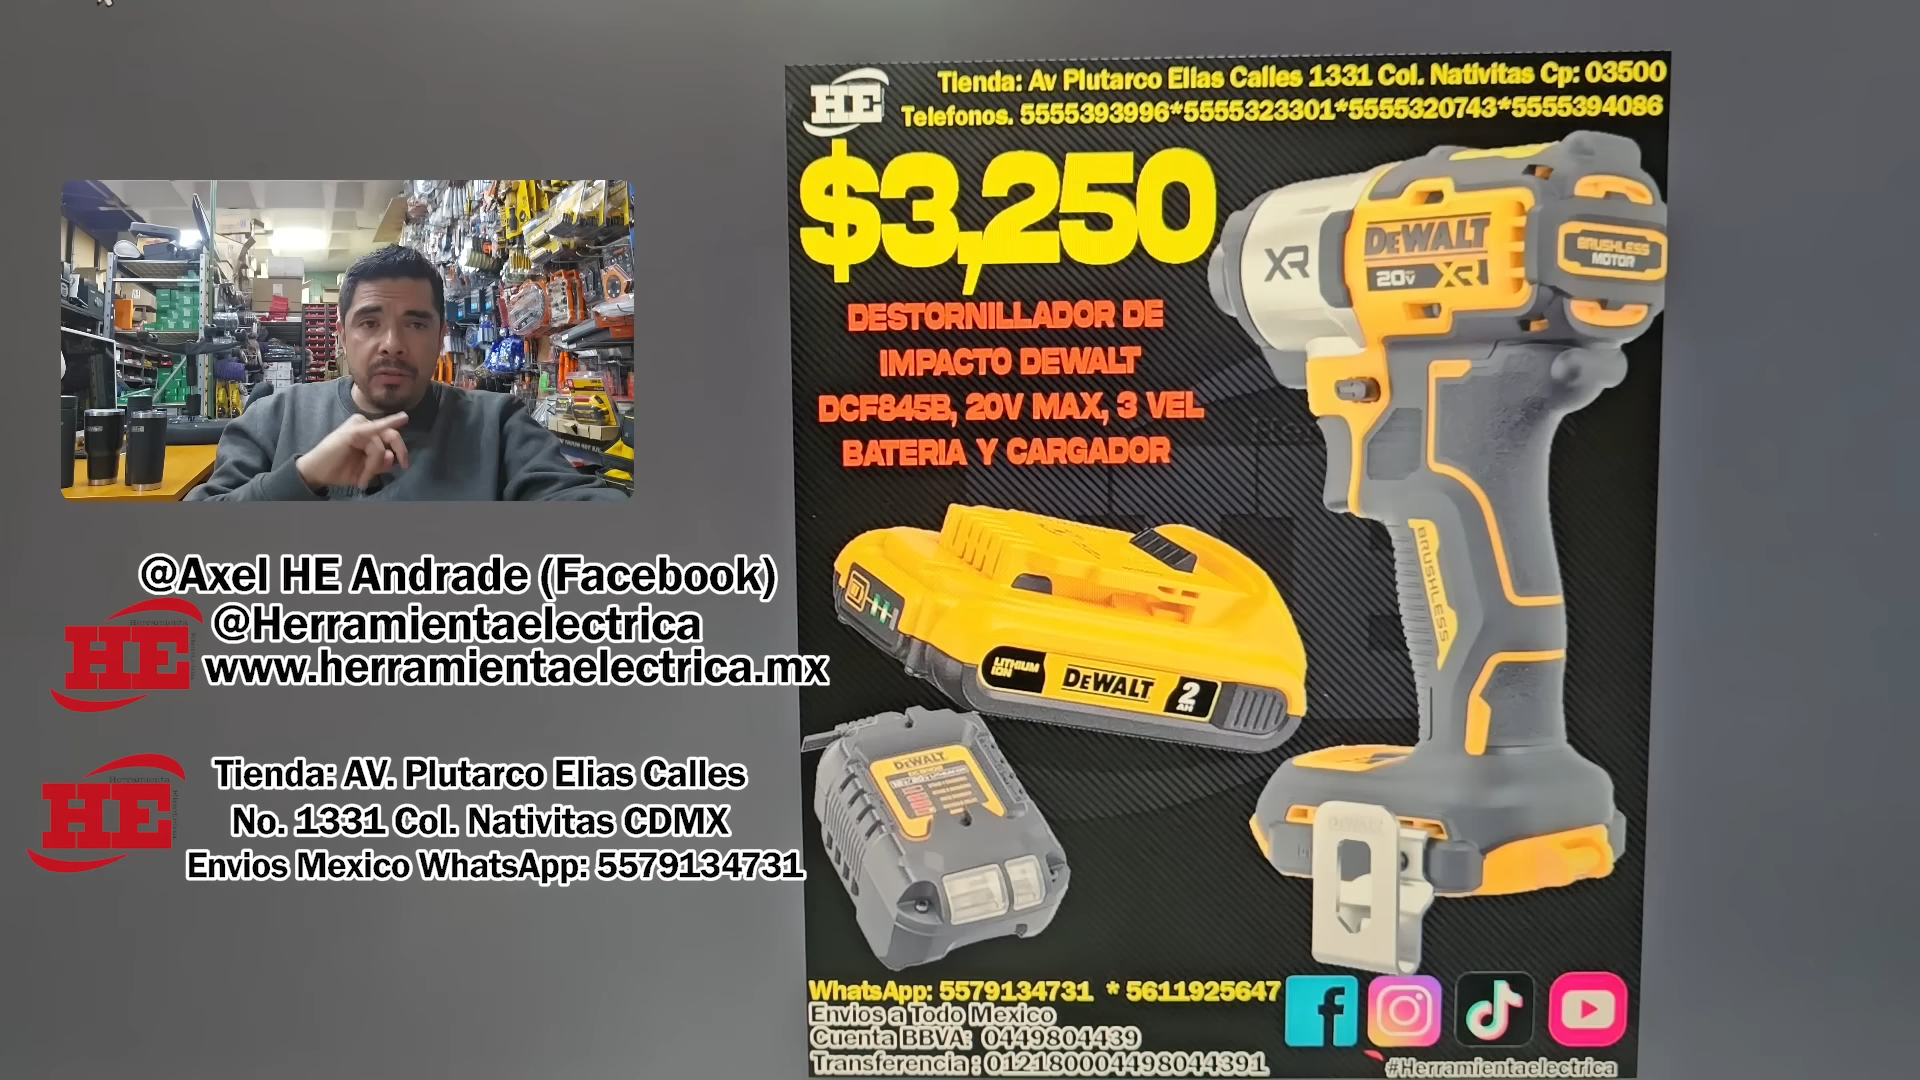 HE
Tienda: Av Plutarco Elias Calles 1331 Col. Nativitas Cp: 03500
Telefonos. 5555393996*5555323301*5555320743*5555394086
$3,250
DESTORNILLADOR DE
IMPACTO DEWALT
DCF845B, 20V MAX, 3 VEL
BATERIA Y CARGADOR
XR
DEWALT
20V XR
BRUSHLESS
MOTOR
BRUSHLESS
LITHIUM
ION
DEWALT
2
AH
DEWALT
WhatsApp: 5579134731 * 5611925647
Envios a Todo Mexico
Cuenta BBVA: 0449804439
Transferencia : 012180004498044391
#Herramientaelectrica
@Axel HE Andrade (Facebook)
HE
Herramienta
@Herramientaelectrica
www.herramientaelectrica.mx
HE
Herramienta
Tienda: AV. Plutarco Elias Calles
No. 1331 Col. Nativitas CDMX
Envios Mexico WhatsApp: 5579134731